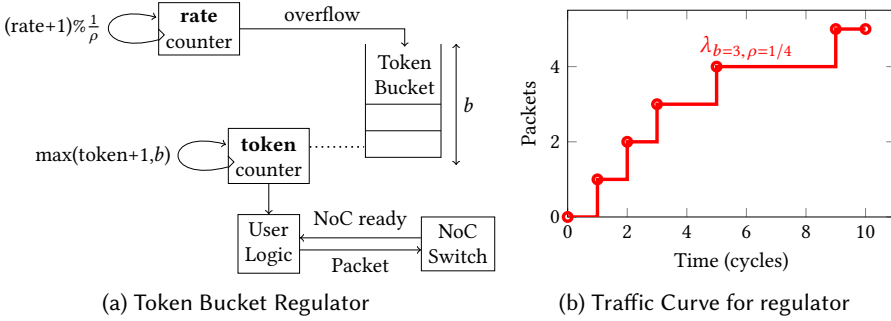 (rate+1)%1/ρ
rate
counter
overflow
Token
Bucket
b
max(token+1,b)
token
counter
User
Logic
NoC ready
Packet
NoC
Switch
(a) Token Bucket Regulator
λb=3, ρ=1/4
Packets
4
2
0
0 2 4 6 8 10
Time (cycles)
(b) Traffic Curve for regulator